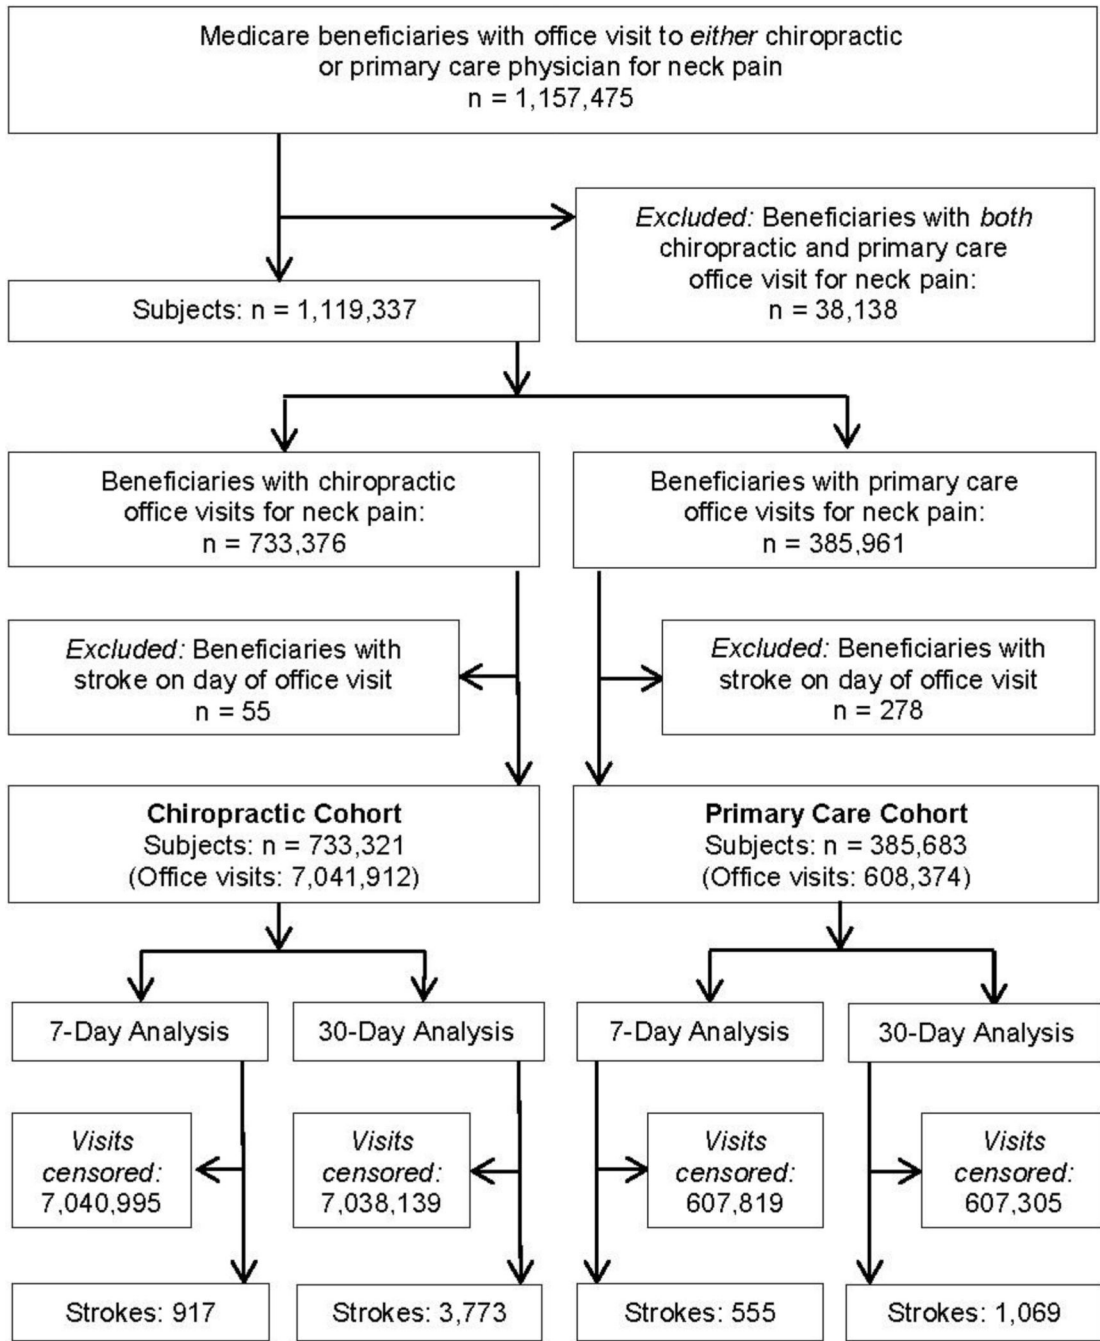 Medicare beneficiaries with office visit to either chiropractic
or primary care physician for neck pain
n = 1,157,475
Excluded: Beneficiaries with both
chiropractic and primary care
office visit for neck pain:
n = 38,138
Subjects: n = 1,119,337
Beneficiaries with chiropractic
office visits for neck pain:
n = 733,376
Beneficiaries with primary care
office visits for neck pain:
n = 385,961
Excluded: Beneficiaries with
stroke on day of office visit
n = 55
Excluded: Beneficiaries with
stroke on day of office visit
n = 278
Chiropractic Cohort
Subjects: n = 733,321
(Office visits: 7,041,912)
Primary Care Cohort
Subjects: n = 385,683
(Office visits: 608,374)
7-Day Analysis
30-Day Analysis
7-Day Analysis
30-Day Analysis
Visits
censored:
7,040,995
Visits
censored:
7,038,139
Visits
censored:
607,819
Visits
censored:
607,305
Strokes: 917
Strokes: 3,773
Strokes: 555
Strokes: 1,069